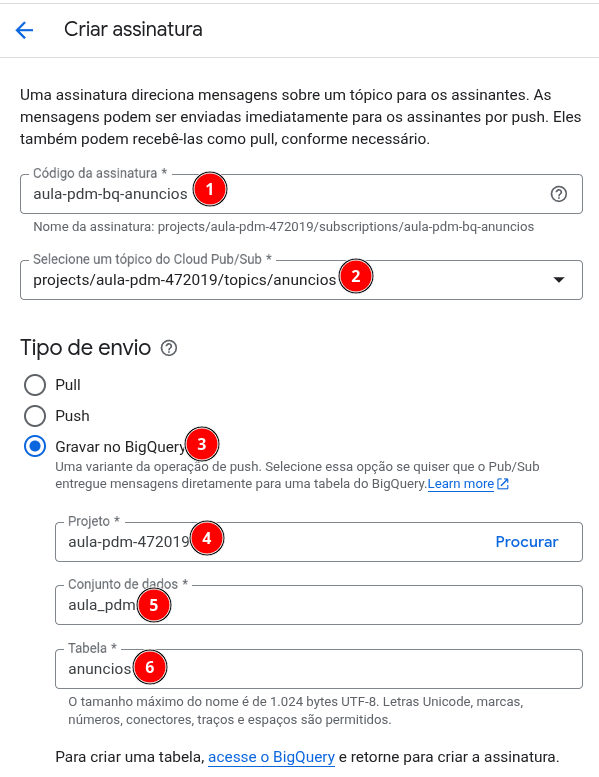 Criar assinatura
Uma assinatura direciona mensagens sobre um tópico para os assinantes. As
mensagens podem ser enviadas imediatamente para os assinantes por push. Eles
também podem recebê-las como pull, conforme necessário.
Código da assinatura *
aula-pdm-bq-anuncios 1
Nome da assinatura: projects/aula-pdm-472019/subscriptions/aula-pdm-bq-anuncios
Selecione um tópico do Cloud Pub/Sub *
projects/aula-pdm-472019/topics/anuncios 2
Tipo de envio
Pull
Push
Gravar no BigQuery 3
Uma variante da operação de push. Selecione essa opção se quiser que o Pub/Sub
entregue mensagens diretamente para uma tabela do BigQuery.Learn more
Projeto *
aula-pdm-472019 4 Procurar
Conjunto de dados *
aula_pdm 5
Tabela *
anuncios 6
O tamanho máximo do nome é de 1.024 bytes UTF-8. Letras Unicode, marcas,
números, conectores, traços e espaços são permitidos.
Para criar uma tabela, acesse o BigQuery e retorne para criar a assinatura.